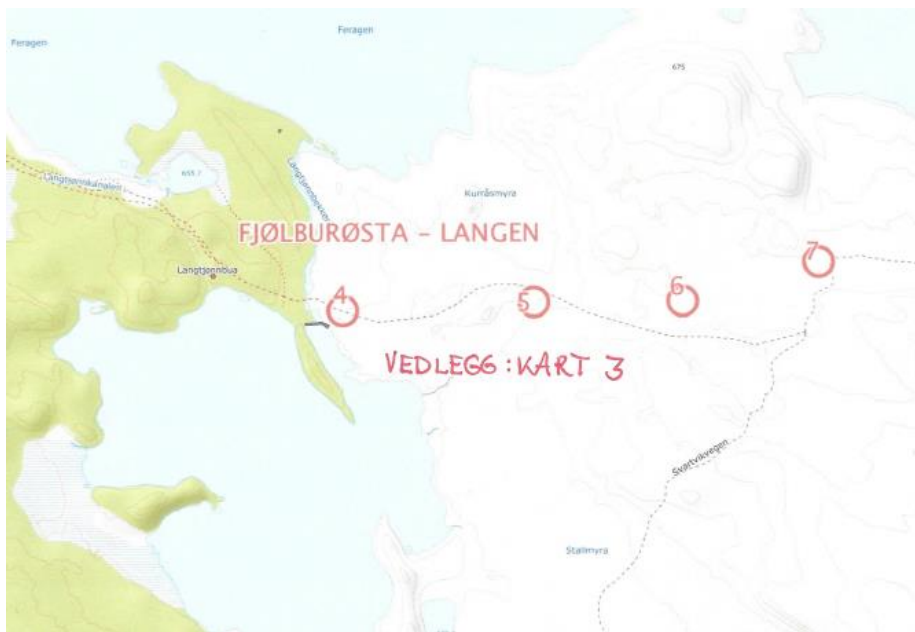 Feragen
Feragen
675
Langtjønnkanalen
655.7
Langtjønnbekken
Kurråsmyra
FJØLBURØSTA – LANGEN
7
Langtjønnbua
4
5
6
VEDLEGG : KART 3
Svartvikvegen
Stallmyra